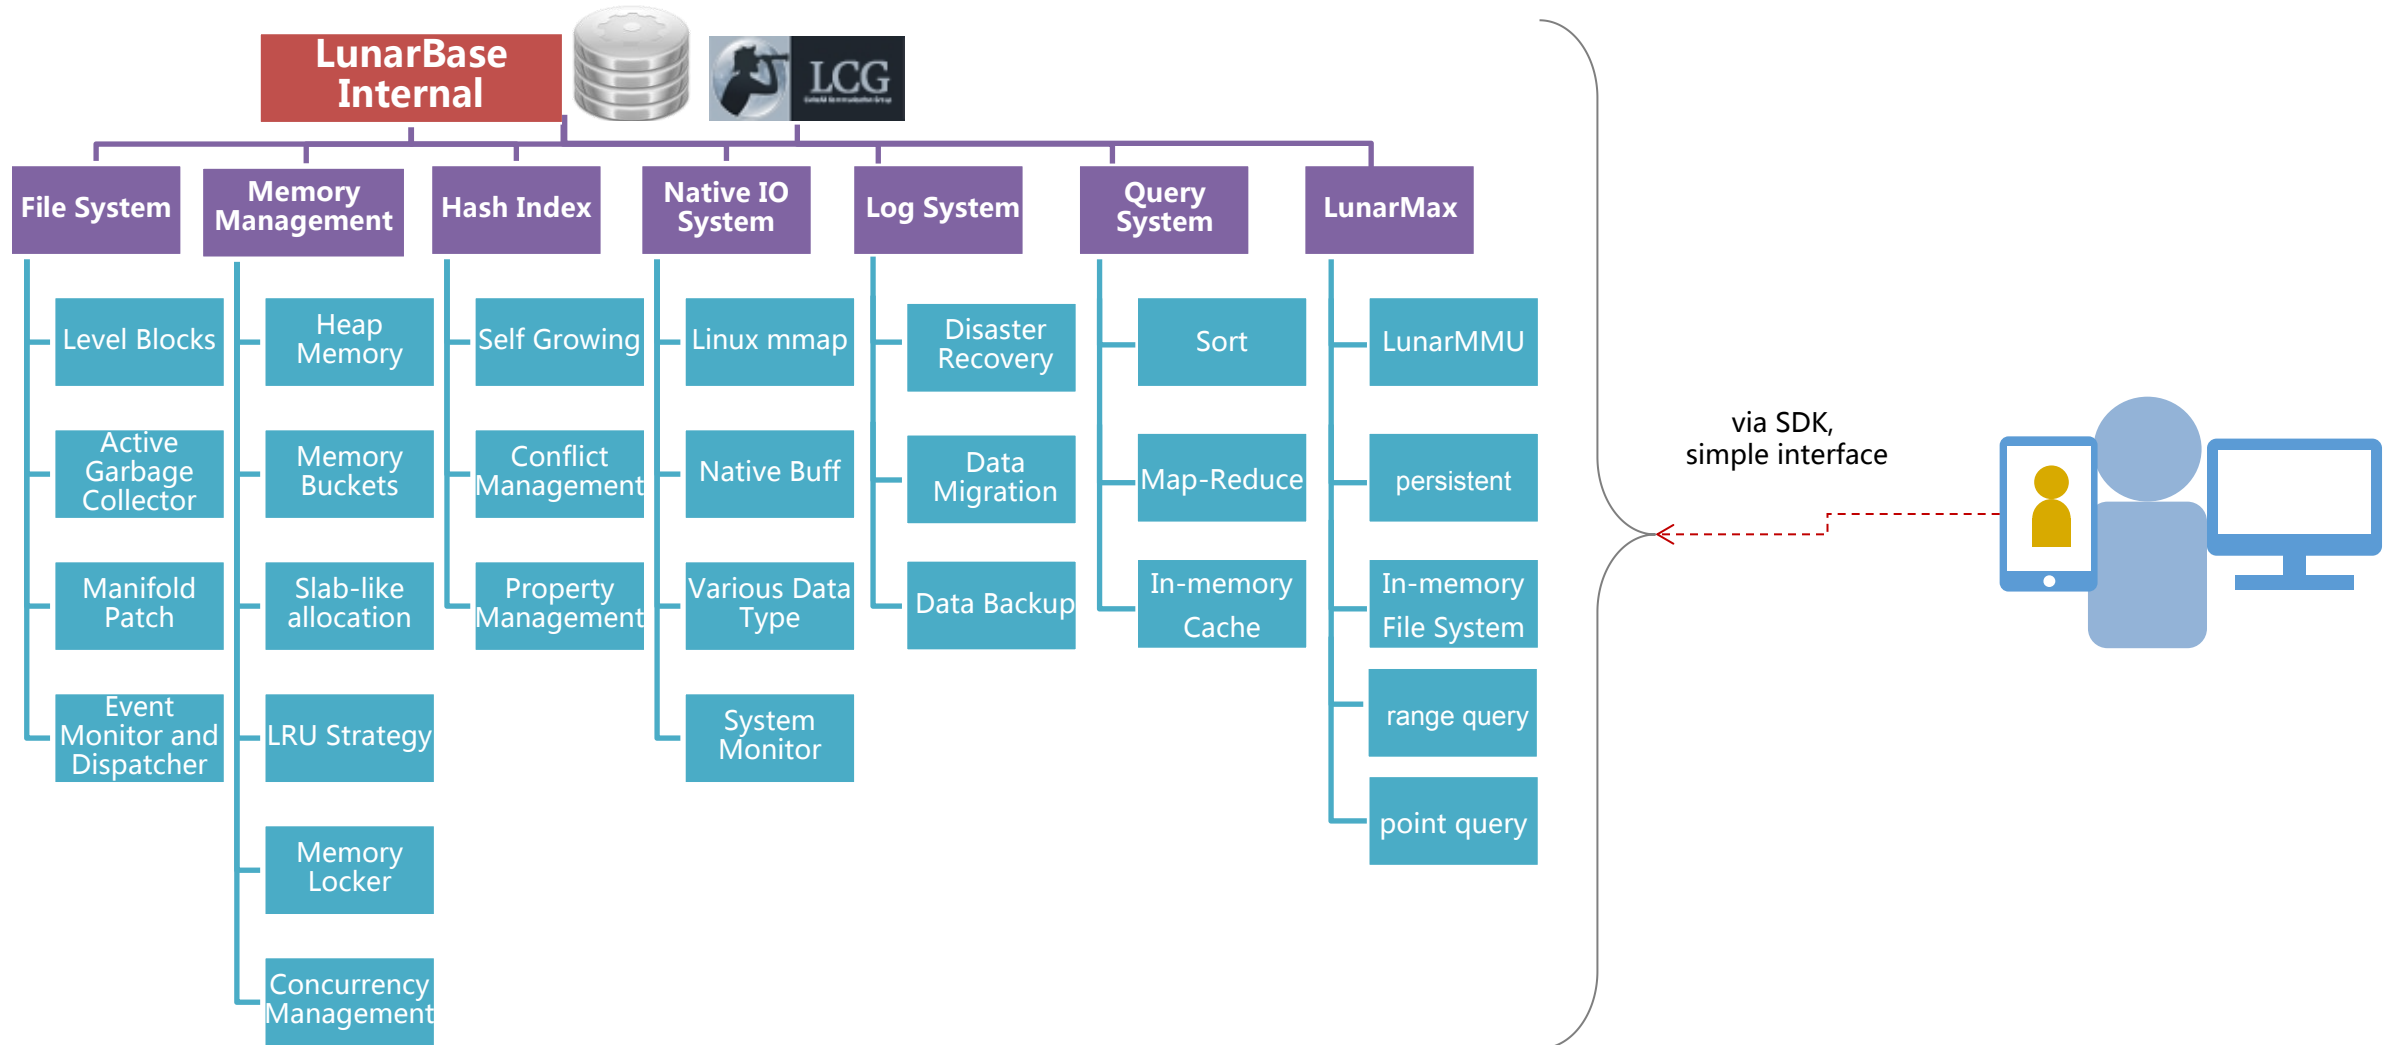 LunarBase
Internal
LCG
File System
Memory
Management
Hash Index
Native IO
System
Log System
Query
System
LunarMax
Level Blocks
Active
Garbage
Collector
Manifold
Patch
Event
Monitor and
Dispatcher
Heap
Memory
Memory
Buckets
Slab-like
allocation
LRU Strategy
Memory
Locker
Concurrency
Management
Self Growing
Conflict
Management
Property
Management
Linux mmap
Native Buff
Various Data
Type
System
Monitor
Disaster
Recovery
Data
Migration
Data Backup
Sort
Map-Reduce
In-memory
Cache
LunarMMU
persistent
In-memory
File System
range query
point query
via SDK,
simple interface